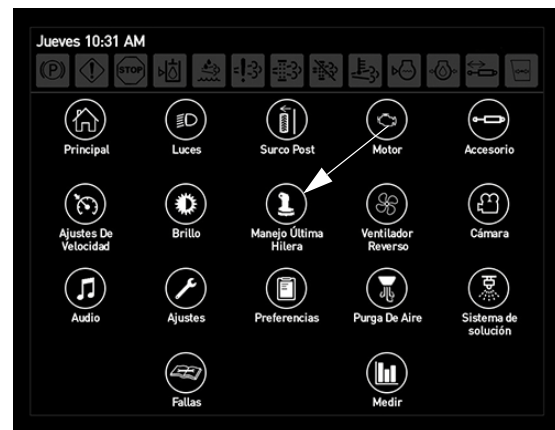 Jueves 10:31 AM
(P) STOP
Principal Luces Surco Post Motor Accesorio
Ajustes De Velocidad Brillo Manejo Última Hilera Ventilador Reverso Cámara
Audio Ajustes Preferencias Purga De Aire Sistema de solución
Fallas Medir